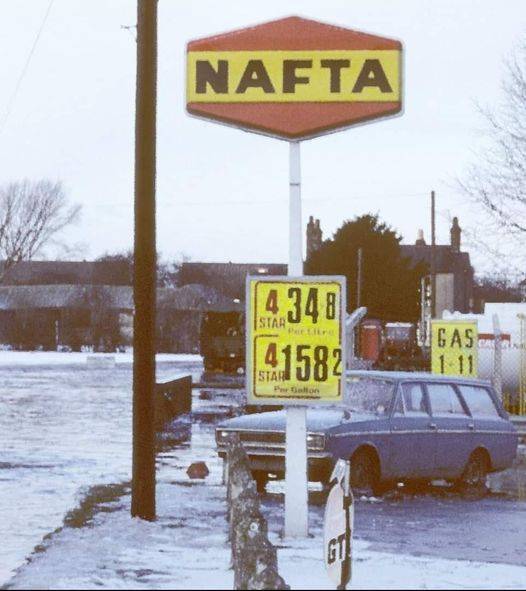 NAFTA
4 STAR 34 8
Per Litre
4 STAR 158 2
Per Gallon
GAS
1-11
GT